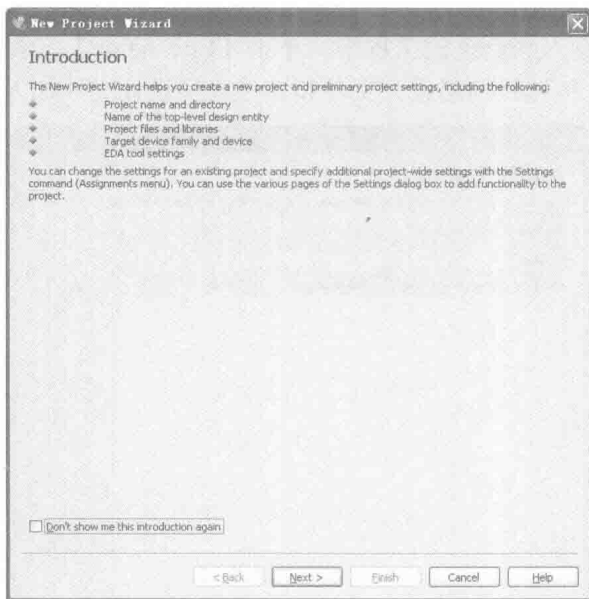 New Project Wizard
Introduction
The New Project Wizard helps you create a new project and preliminary project settings, including the following:
Project name and directory
Name of the top-level design entity
Project files and libraries
Target device family and device
EDA tool settings
You can change the settings for an existing project and specify additional project-wide settings with the Settings
command (Assignments menu). You can use the various pages of the Settings dialog box to add functionality to the
project.
Don't show me this introduction again
< Back Next > Finish Cancel Help